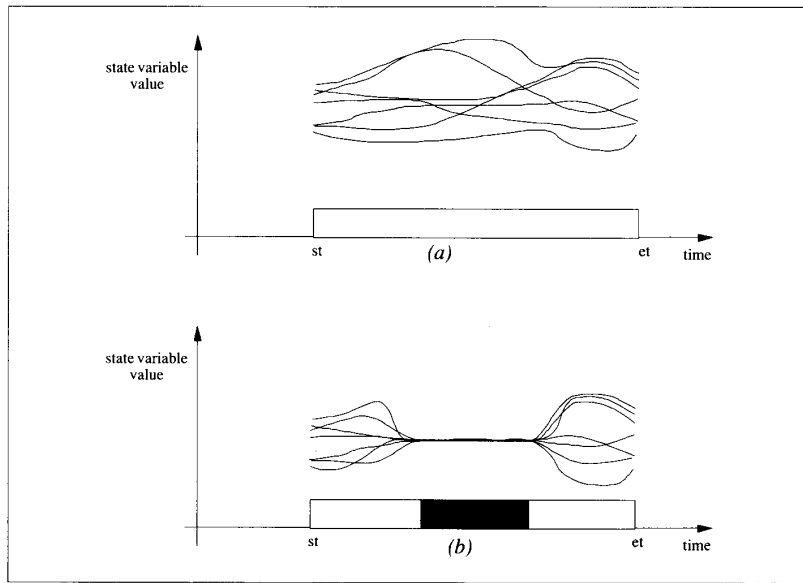 state variable
value
st
(a)
et
time
state variable
value
st
(b)
et
time